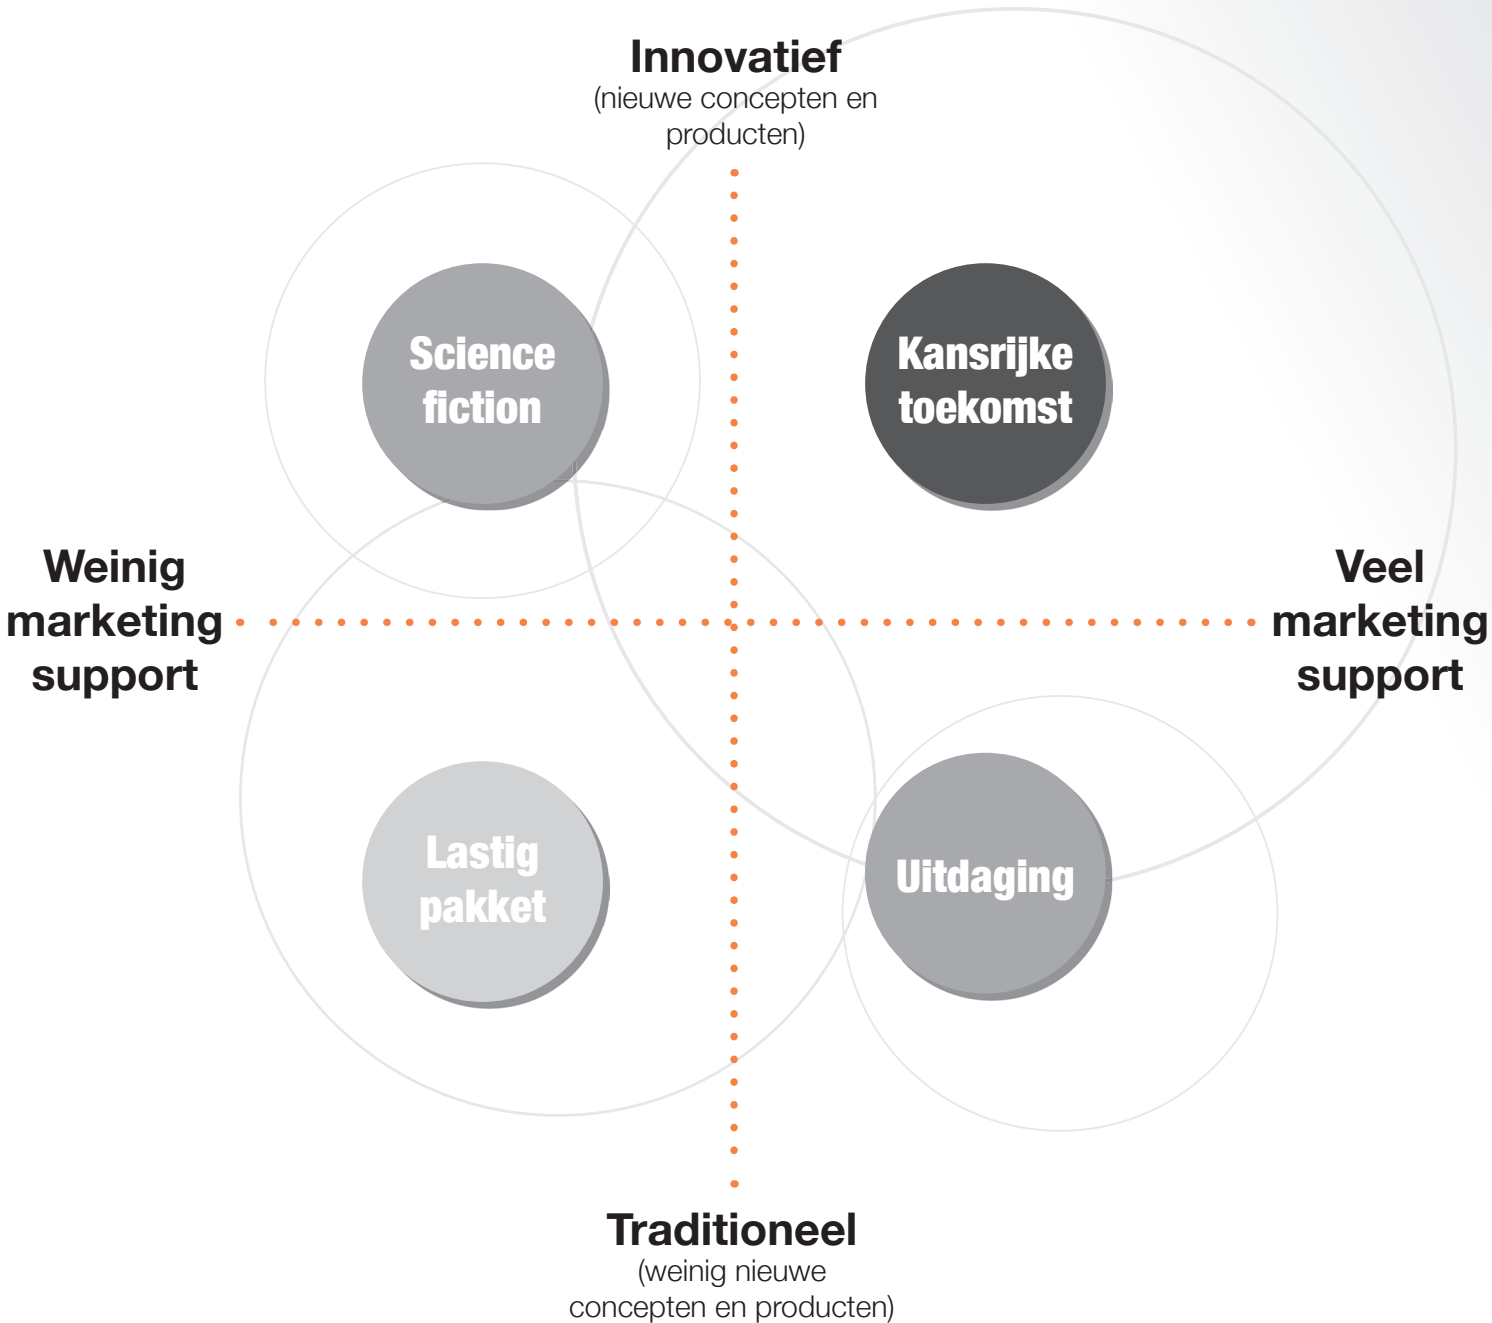 Innovatief
(nieuwe concepten en
producten)
Science
fiction
Kansrijke
toekomst
Weinig
marketing
support
Veel
marketing
support
Lastig
pakket
Uitdaging
Traditioneel
(weinig nieuwe
concepten en producten)